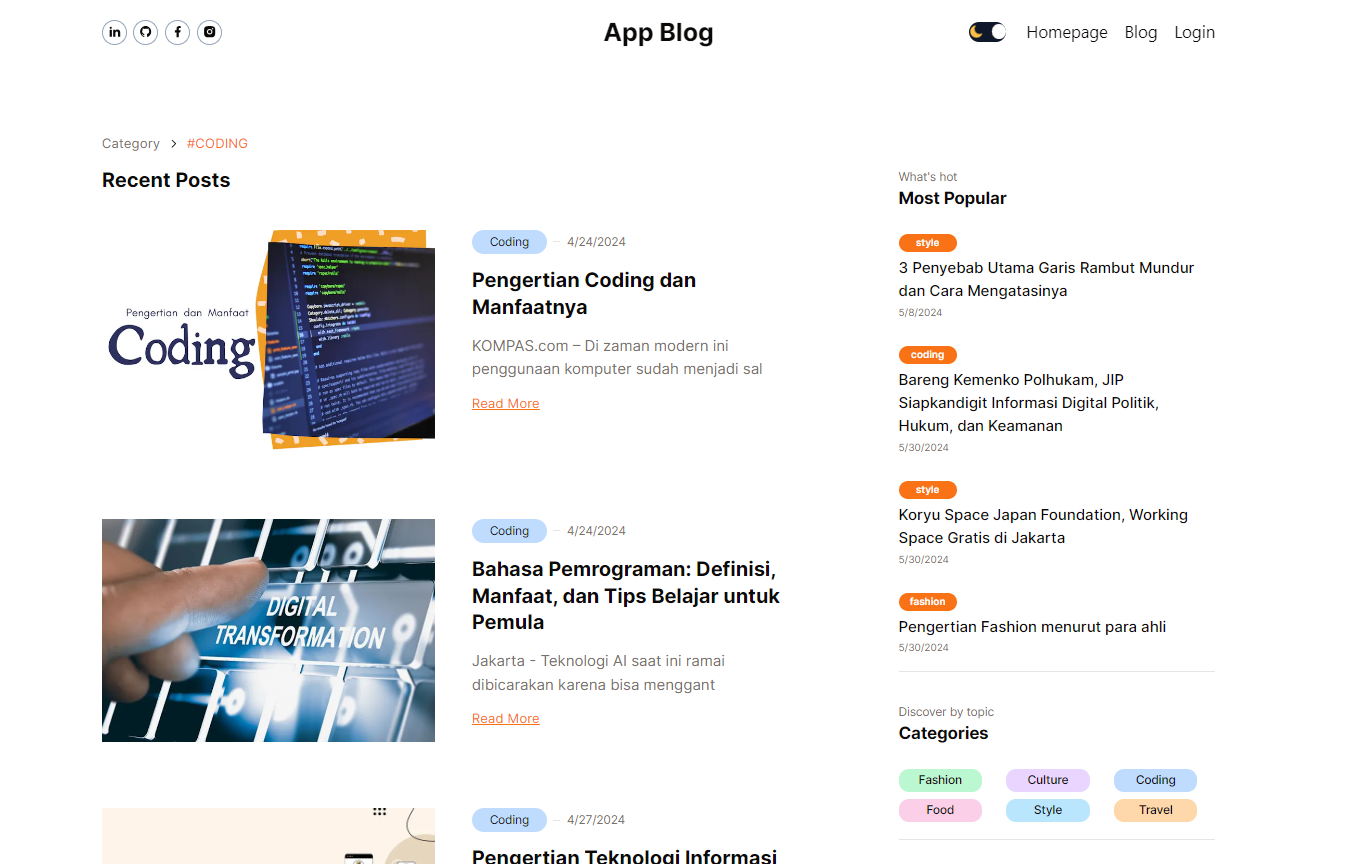 App Blog
Homepage Blog Login
Category > #CODING
Recent Posts
Pengertian dan Manfaat
Coding
Coding — 4/24/2024
Pengertian Coding dan
Manfaatnya
KOMPAS.com – Di zaman modern ini
penggunaan komputer sudah menjadi sal
Read More
DIGITAL
TRANSFORMATION
Coding — 4/24/2024
Bahasa Pemrograman: Definisi,
Manfaat, dan Tips Belajar untuk
Pemula
Jakarta - Teknologi AI saat ini ramai
dibicarakan karena bisa menggant
Read More
Coding — 4/27/2024
Pengertian Teknologi Informasi
What's hot
Most Popular
style
3 Penyebab Utama Garis Rambut Mundur
dan Cara Mengatasinya
5/8/2024
coding
Bareng Kemenko Polhukam, JIP
Siapkandigit Informasi Digital Politik,
Hukum, dan Keamanan
5/30/2024
style
Koryu Space Japan Foundation, Working
Space Gratis di Jakarta
5/30/2024
fashion
Pengertian Fashion menurut para ahli
5/30/2024
Discover by topic
Categories
Fashion Culture Coding
Food Style Travel